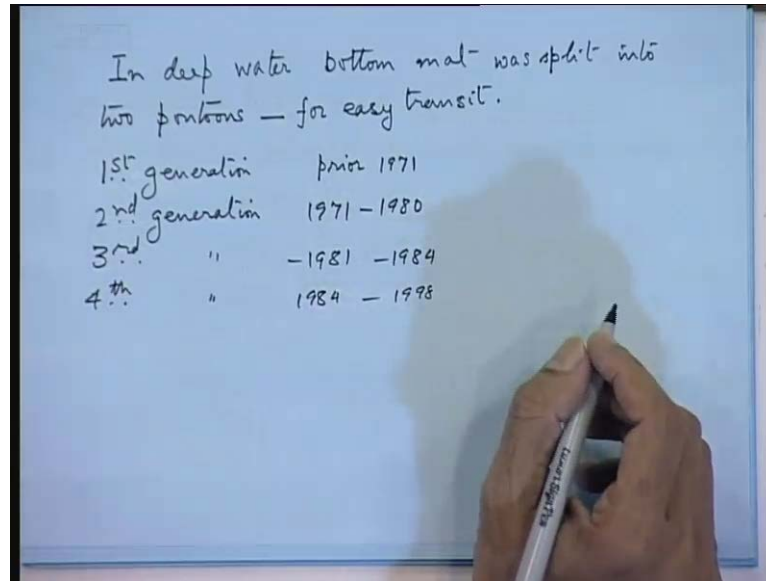 In deep water bottom mat was split into
two pontoons — for easy transit.
1st generation prior 1971
2nd generation 1971 - 1980
3rd " - 1981 - 1984
4th " 1984 - 1998